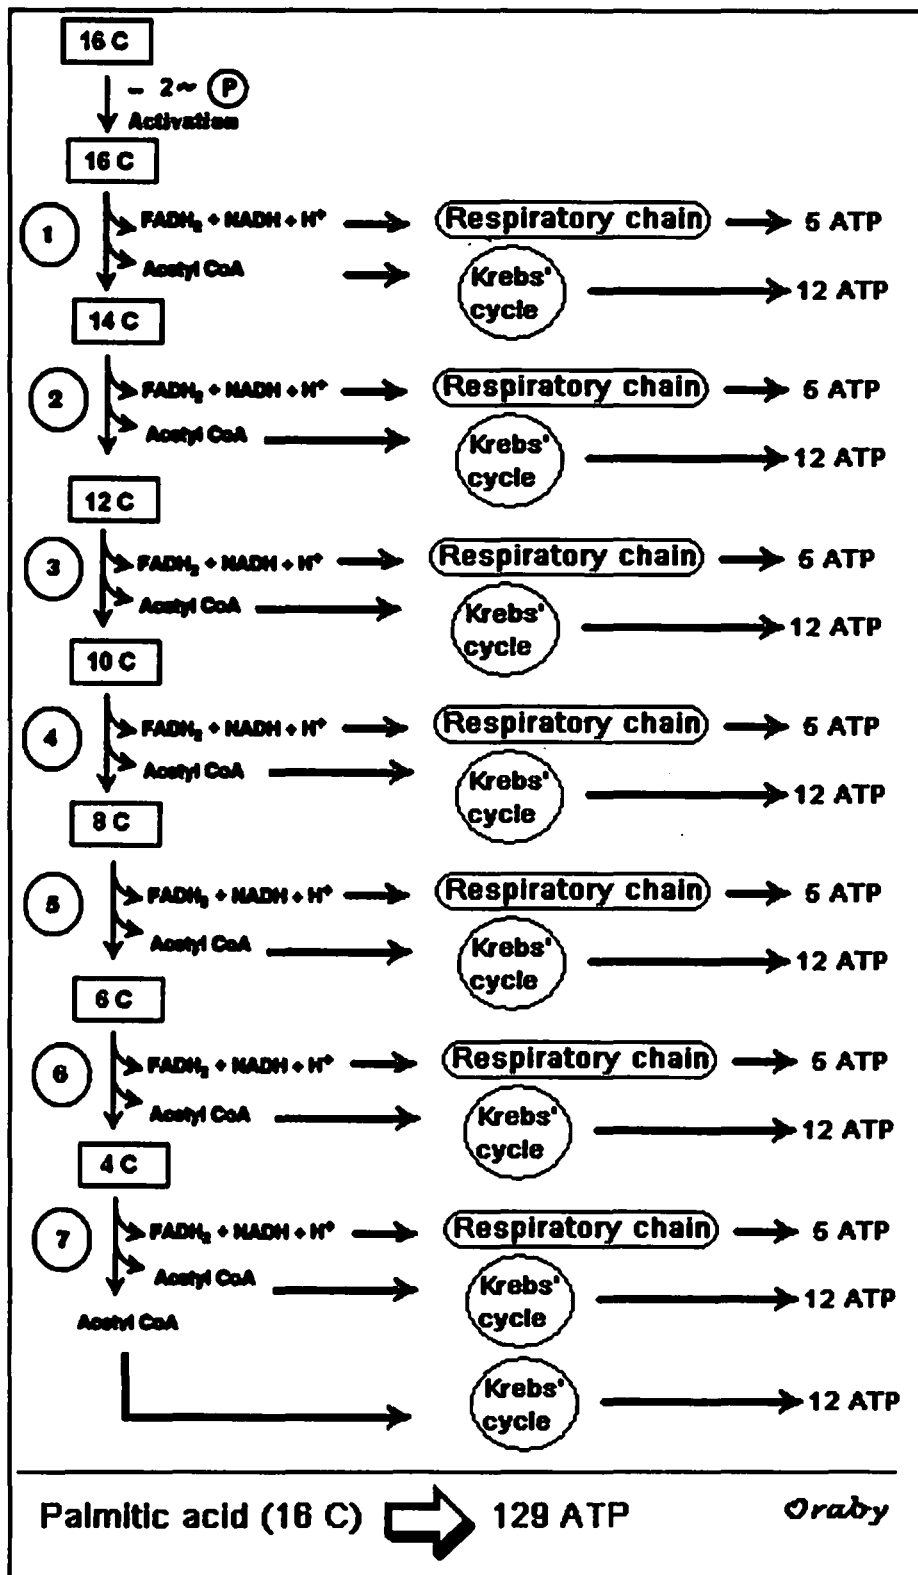 16 C
– 2~ P
Activation
16 C
1
FADH₂ + NADH + H⁺
Respiratory chain
5 ATP
Acetyl CoA
Krebs' cycle
12 ATP
14 C
2
FADH₂ + NADH + H⁺
Respiratory chain
5 ATP
Acetyl CoA
Krebs' cycle
12 ATP
12 C
3
FADH₂ + NADH + H⁺
Respiratory chain
5 ATP
Acetyl CoA
Krebs' cycle
12 ATP
10 C
4
FADH₂ + NADH + H⁺
Respiratory chain
5 ATP
Acetyl CoA
Krebs' cycle
12 ATP
8 C
5
FADH₂ + NADH + H⁺
Respiratory chain
5 ATP
Acetyl CoA
Krebs' cycle
12 ATP
6 C
6
FADH₂ + NADH + H⁺
Respiratory chain
5 ATP
Acetyl CoA
Krebs' cycle
12 ATP
4 C
7
FADH₂ + NADH + H⁺
Respiratory chain
5 ATP
Acetyl CoA
Krebs' cycle
12 ATP
Acetyl CoA
Krebs' cycle
12 ATP
Palmitic acid (16 C) 129 ATP
Oraby